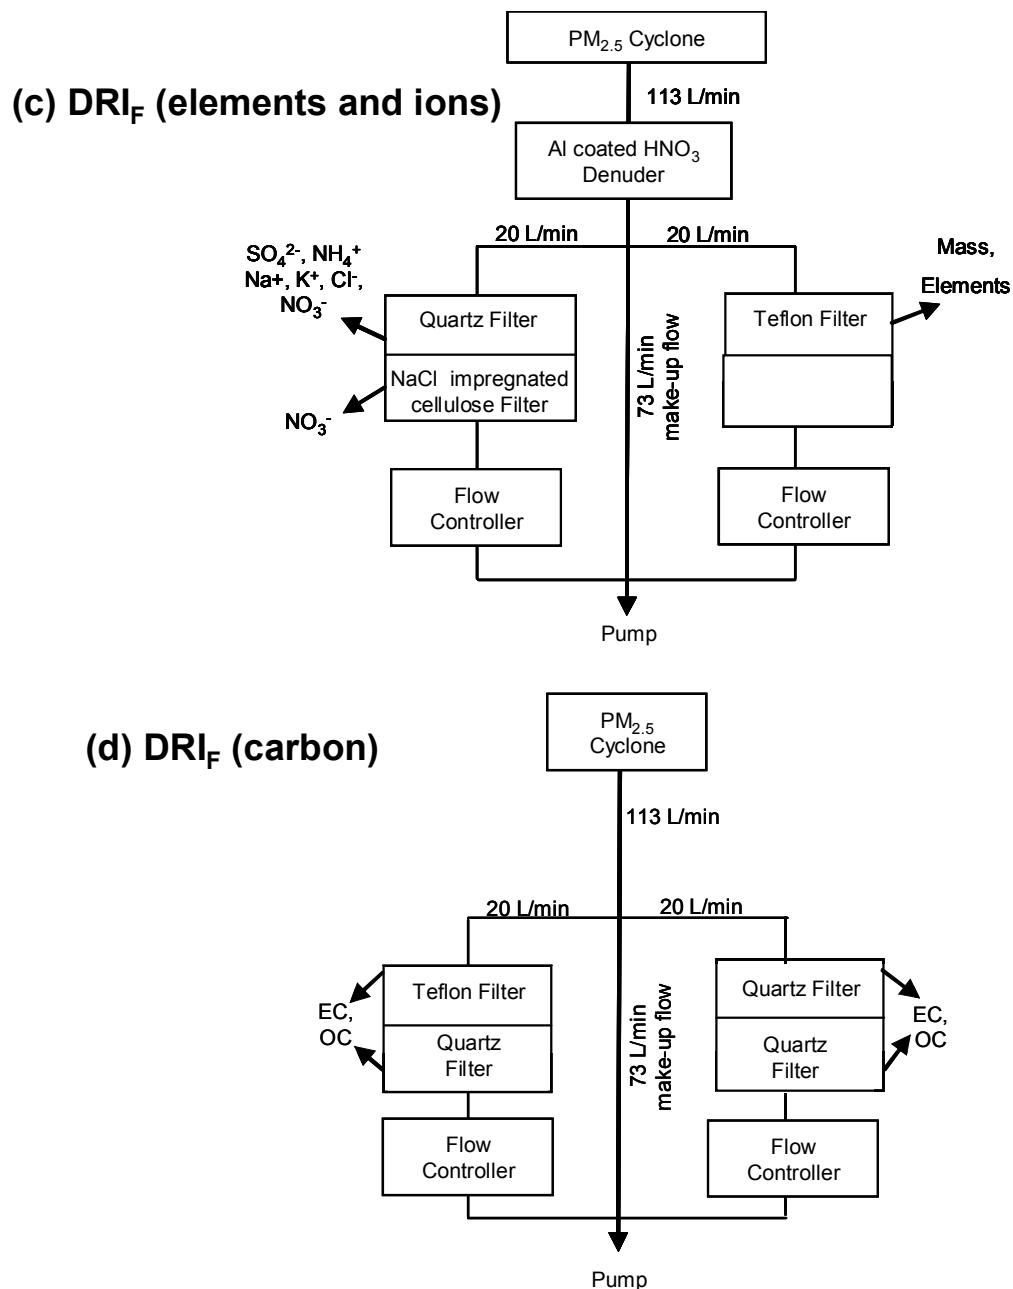 PM2.5 Cyclone
(c) DRIF (elements and ions)
113 L/min
Al coated HNO3
Denuder
20 L/min
20 L/min
SO42-, NH4+
Na+, K+, Cl-,
NO3-
Mass,
Elements
Quartz Filter
NaCl impregnated
cellulose Filter
NO3-
73 L/min
make-up flow
Teflon Filter
Flow
Controller
Flow
Controller
Pump
PM2.5
Cyclone
(d) DRIF (carbon)
113 L/min
20 L/min
20 L/min
EC,
OC
Teflon Filter
Quartz
Filter
73 L/min
make-up flow
Quartz Filter
Quartz
Filter
EC,
OC
Flow
Controller
Flow
Controller
Pump